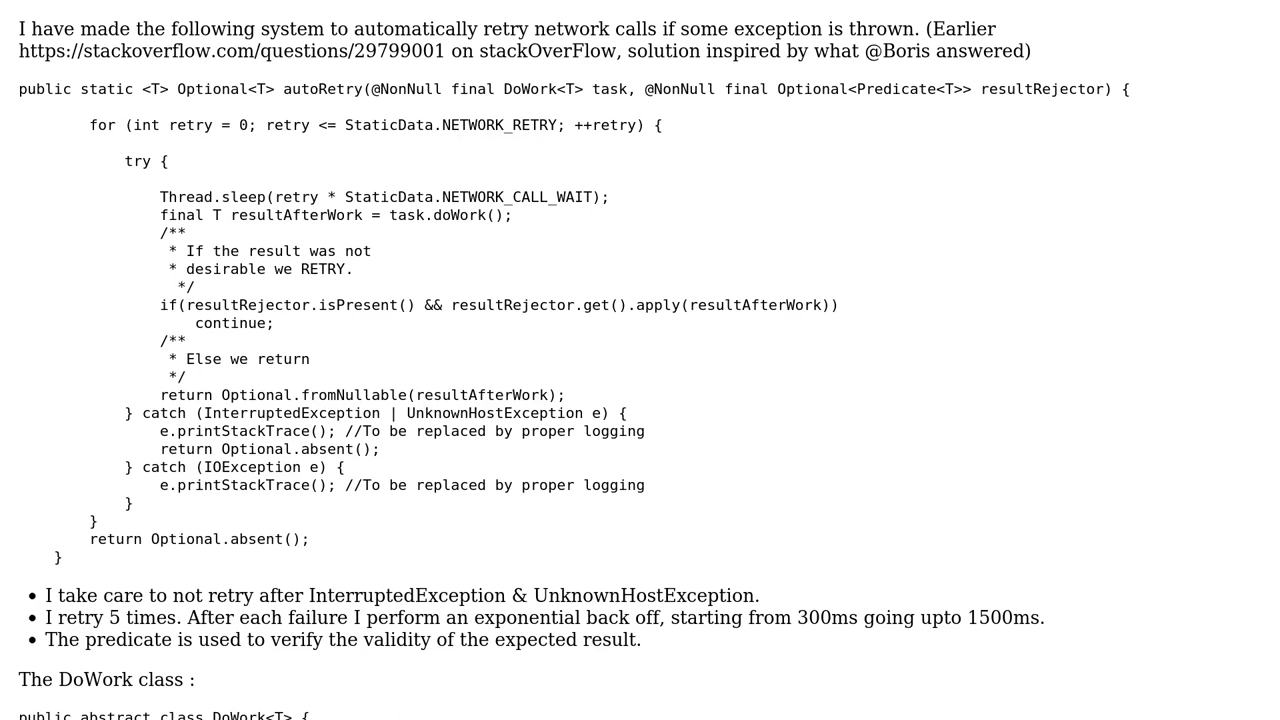 I have made the following system to automatically retry network calls if some exception is thrown. (Earlier
https://stackoverflow.com/questions/29799001 on stackOverFlow, solution inspired by what @Boris answered)
public static <T> Optional<T> autoRetry(@NonNull final DoWork<T> task, @NonNull final Optional<Predicate<T>> resultRejector) {
for (int retry = 0; retry <= StaticData.NETWORK_RETRY; ++retry) {
try {
Thread.sleep(retry * StaticData.NETWORK_CALL_WAIT);
final T resultAfterWork = task.doWork();
/**
* If the result was not
* desirable we RETRY.
*/
if(resultRejector.isPresent() && resultRejector.get().apply(resultAfterWork))
continue;
/**
* Else we return
*/
return Optional.fromNullable(resultAfterWork);
} catch (InterruptedException | UnknownHostException e) {
e.printStackTrace(); //To be replaced by proper logging
return Optional.absent();
} catch (IOException e) {
e.printStackTrace(); //To be replaced by proper logging
}
}
return Optional.absent();
}
• I take care to not retry after InterruptedException & UnknownHostException.
• I retry 5 times. After each failure I perform an exponential back off, starting from 300ms going upto 1500ms.
• The predicate is used to verify the validity of the expected result.
The DoWork class :
public abstract class DoWork<T> {